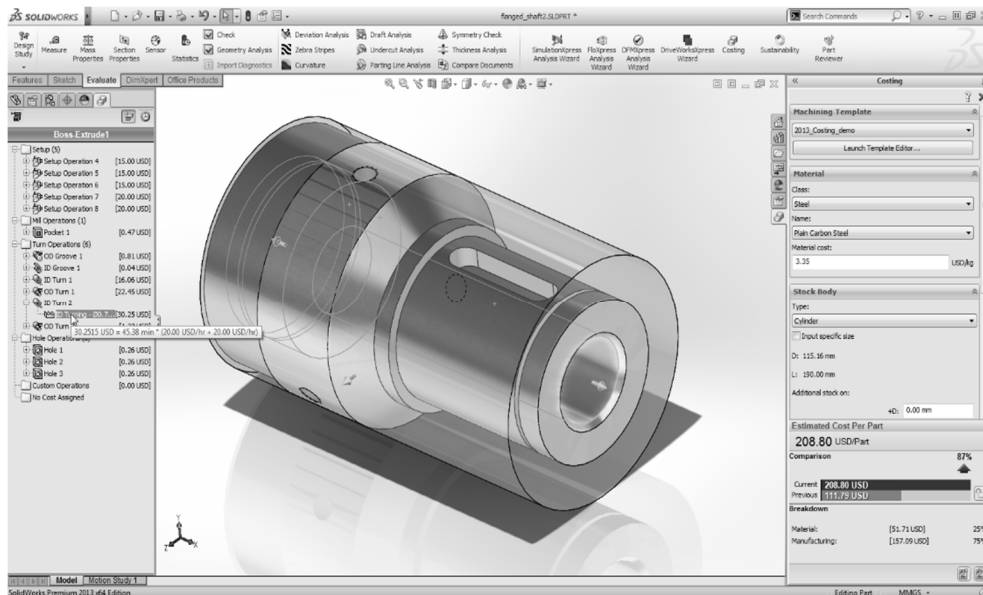 SOLIDWORKS
flanged_shaft2.SLDPRT *
Search Commands
Design Study
Measure
Mass Properties
Section Properties
Sensor
Statistics
Check
Geometry Analysis
Import Diagnostics
Deviation Analysis
Zebra Stripes
Curvature
Draft Analysis
Undercut Analysis
Parting Line Analysis
Symmetry Check
Thickness Analysis
Compare Documents
SimulationXpress Analysis Wizard
FloXpress Analysis Wizard
DFMXpress Analysis Wizard
DriveWorksXpress Wizard
Costing
Sustainability
Part Reviewer
Features
Sketch
Evaluate
DimXpert
Office Products
Boss-Extrude1
Setup (5)
Setup Operation 4 [15.00 USD]
Setup Operation 5 [15.00 USD]
Setup Operation 6 [15.00 USD]
Setup Operation 7 [20.00 USD]
Setup Operation 8 [20.00 USD]
Mill Operations (1)
Pocket 1 [0.47 USD]
Turn Operations (6)
OD Groove 1 [0.81 USD]
ID Groove 1 [0.04 USD]
ID Turn 1 [16.06 USD]
OD Turn 1 [22.45 USD]
ID Turn 2
ID Turning - Ø0.7... [30.25 USD]
OD Turn
30.2515 USD = 45.38 min * (20.00 USD/hr + 20.00 USD/hr)
Hole Operations
Hole 1 [0.26 USD]
Hole 2 [0.26 USD]
Hole 3 [0.26 USD]
Custom Operations [0.00 USD]
No Cost Assigned
Y
Z
X
Costing
Machining Template
2013_Costing_demo
Launch Template Editor...
Material
Class:
Steel
Name:
Plain Carbon Steel
Material cost:
3.35 USD/kg
Stock Body
Type:
Cylinder
Input specific size
D: 115.16 mm
L: 190.00 mm
Additional stock on:
+D: 0.00 mm
Estimated Cost Per Part
208.80 USD/Part
Comparison 87%
Current 208.80 USD
Previous 111.79 USD
Breakdown
Material: [51.71 USD] 25%
Manufacturing: [157.09 USD] 75%
Model
Motion Study 1
SolidWorks Premium 2013 x64 Edition
Editing Part
MMGS